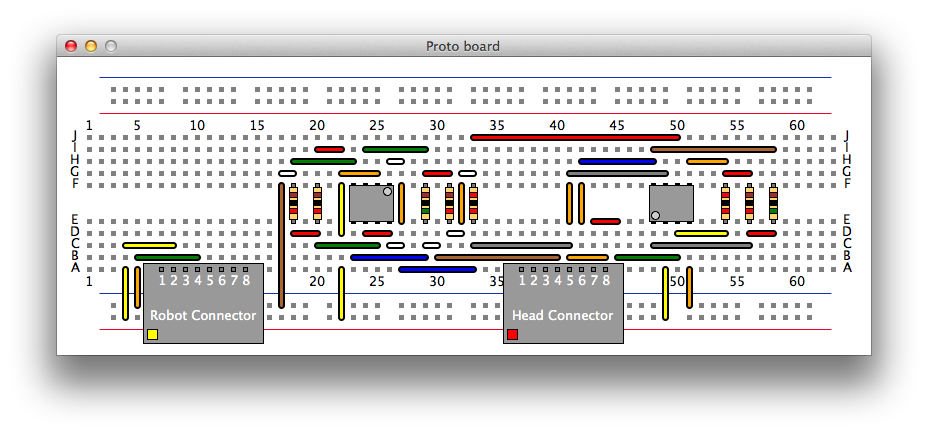 Proto board
1 5 10 15 20 25 30 35 40 45 50 55 60
J J
I I
H H
G G
F F
E E
D D
C C
B B
A A
1 2 3 4 5 6 7 8 1 2 3 4 5 6 7 8
1 20 25 30 3 50 55 60
Robot Connector Head Connector